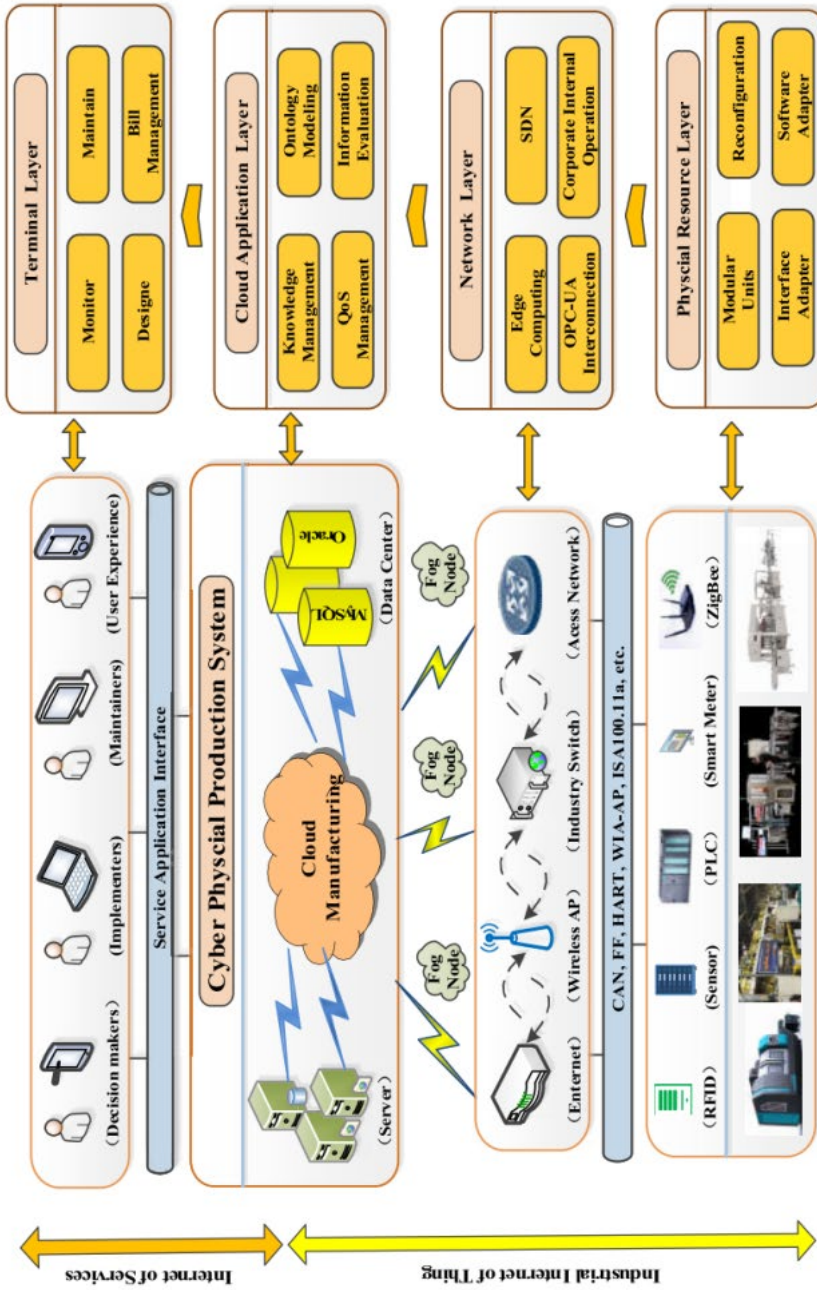 Internet of Services
Industrial Internet of Thing
(Decision makers)
(Implementers)
(Maintainers)
(User Experience)
Service Application Interface
Cyber Physcial Production System
(Server)
Cloud
Manufacturing
MySQL
Oracle
(Data Center)
Fog
Node
Fog
Node
Fog
Node
(Enternet)
(Wireless AP)
(Industry Switch)
(Acess Network)
CAN, FF, HART, WIA-AP, ISA100.11a, etc.
(RFID)
(Sensor)
(PLC)
(Smart Meter)
(ZigBee)
Terminal Layer
Monitor
Maintain
Designe
Bill
Management
Cloud Application Layer
Knowledge
Management
Ontology
Modeling
QoS
Management
Information
Evaluation
Network Layer
Edge
Computing
SDN
OPC-UA
Interconnection
Corporate Internal
Operation
Physcial Resource Layer
Modular
Units
Reconfiguration
Interface
Adapter
Software
Adapter